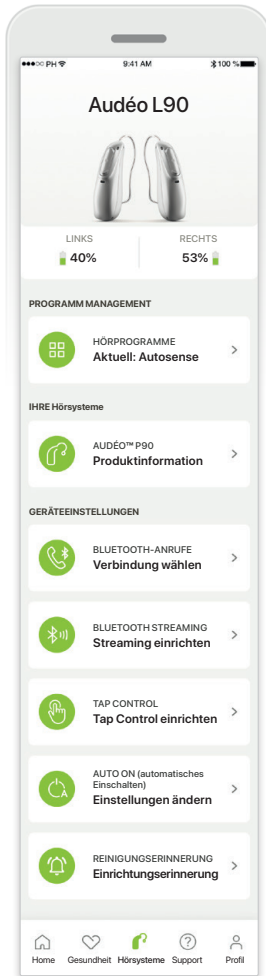 PH 9:41 AM 100 %
Audéo L90
LINKS RECHTS
40% 53%
PROGRAMM MANAGEMENT
HÖRPROGRAMME
Aktuell: Autosense
IHRE Hörsysteme
AUDÉO™ P90
Produktinformation
GERÄTEEINSTELLUNGEN
BLUETOOTH-ANRUFE
Verbindung wählen
BLUETOOTH STREAMING
Streaming einrichten
TAP CONTROL
Tap Control einrichten
AUTO ON (automatisches
Einschalten)
Einstellungen ändern
REINIGUNGSERINNERUNG
Einrichtungserinnerung
Home Gesundheit Hörsysteme Support Profil